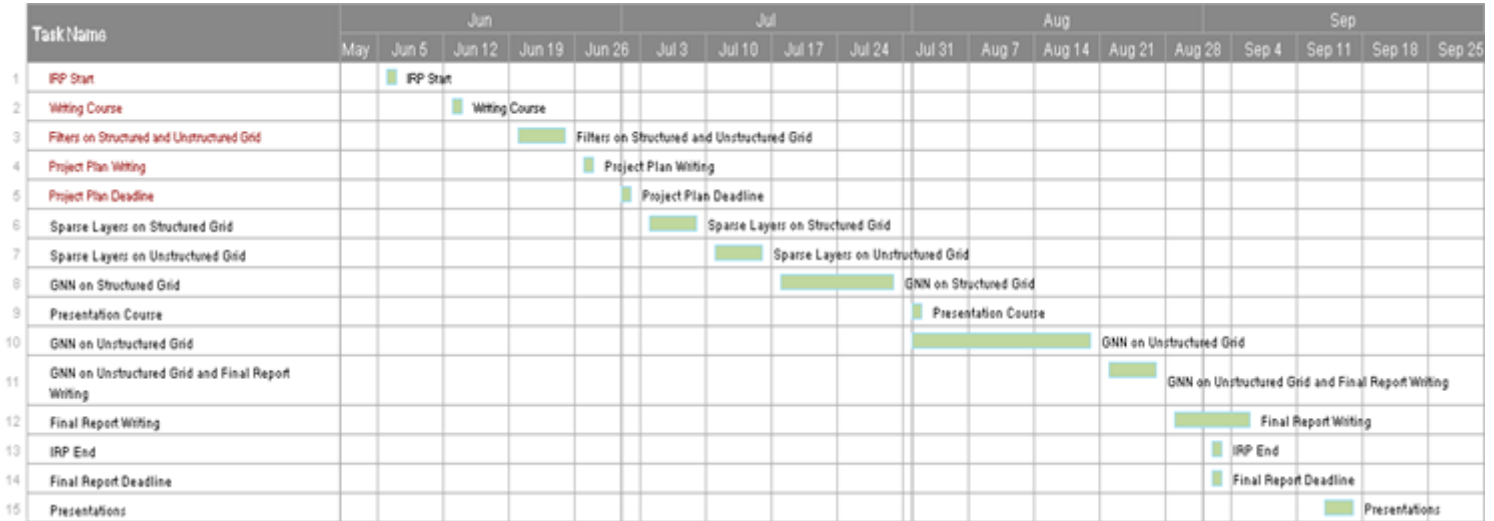 Task Name
Jun Jul Aug Sep
May Jun 5 Jun 12 Jun 19 Jun 26 Jul 3 Jul 10 Jul 17 Jul 24 Jul 31 Aug 7 Aug 14 Aug 21 Aug 28 Sep 4 Sep 11 Sep 18 Sep 25
1 IRP Start IRP Start
2 Writing Course Writing Course
3 Filters on Structured and Unstructured Grid Filters on Structured and Unstructured Grid
4 Project Plan Writing Project Plan Writing
5 Project Plan Deadline Project Plan Deadline
6 Sparse Layers on Structured Grid Sparse Layers on Structured Grid
7 Sparse Layers on Unstructured Grid Sparse Layers on Unstructured Grid
8 GNN on Structured Grid GNN on Structured Grid
9 Presentation Course Presentation Course
10 GNN on Unstructured Grid GNN on Unstructured Grid
11 GNN on Unstructured Grid and Final Report
Writing GNN on Unstructured Grid and Final Report Writing
12 Final Report Writing Final Report Writing
13 IRP End IRP End
14 Final Report Deadline Final Report Deadline
15 Presentations Presentations